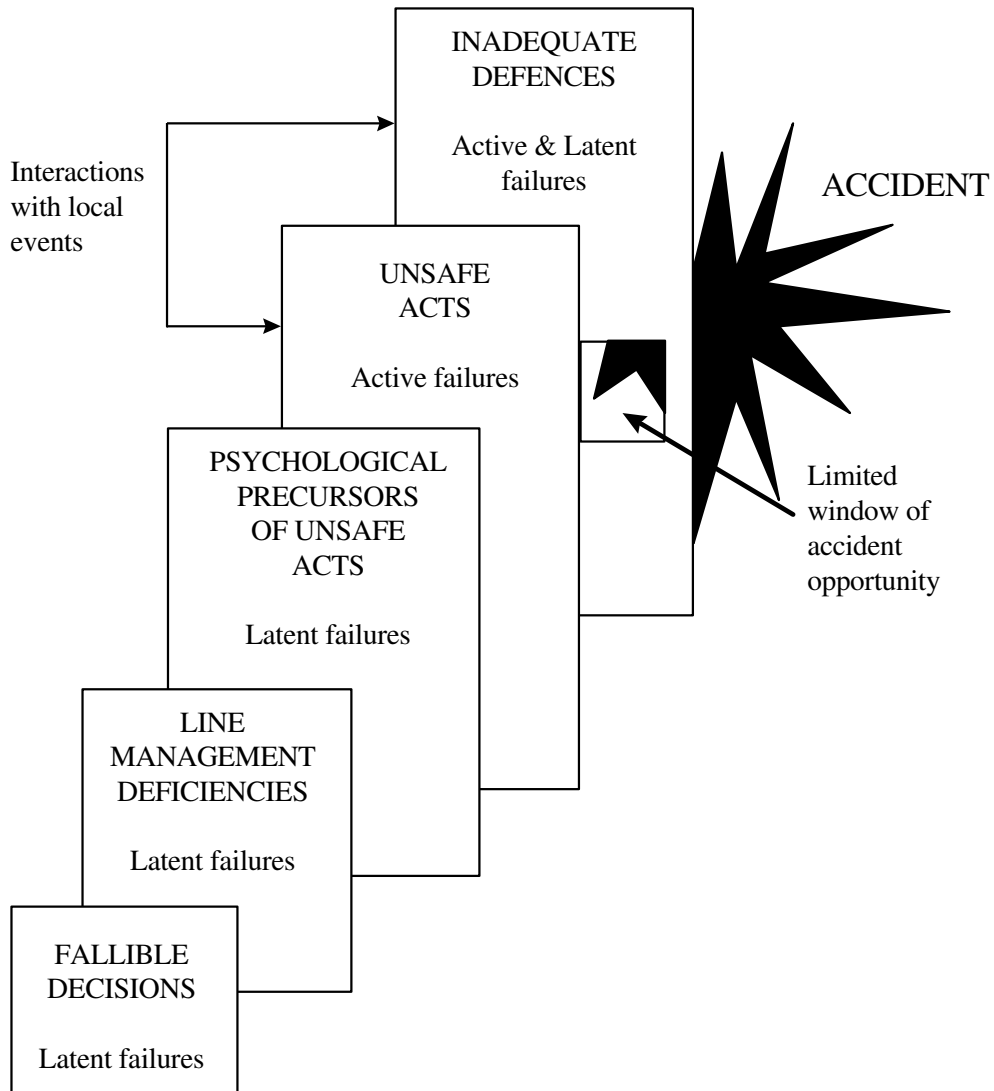 INADEQUATE
DEFENCES
Active & Latent
failures
ACCIDENT
Interactions
with local
events
UNSAFE
ACTS
Active failures
PSYCHOLOGICAL
PRECURSORS
OF UNSAFE
ACTS
Latent failures
Limited
window of
accident
opportunity
LINE
MANAGEMENT
DEFICIENCIES
Latent failures
FALLIBLE
DECISIONS
Latent failures